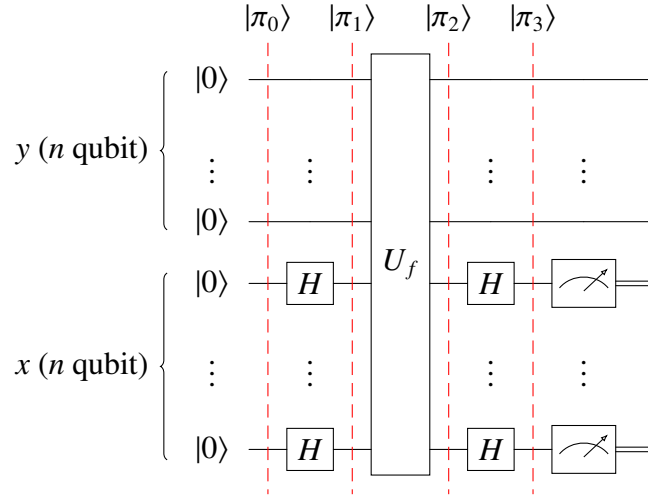 |π₀⟩ |π₁⟩ |π₂⟩ |π₃⟩
|0⟩
y (n qubit)
⋮ ⋮ ⋮ ⋮
|0⟩
U_f
|0⟩ H H
x (n qubit)
⋮ ⋮ ⋮ ⋮
|0⟩ H H